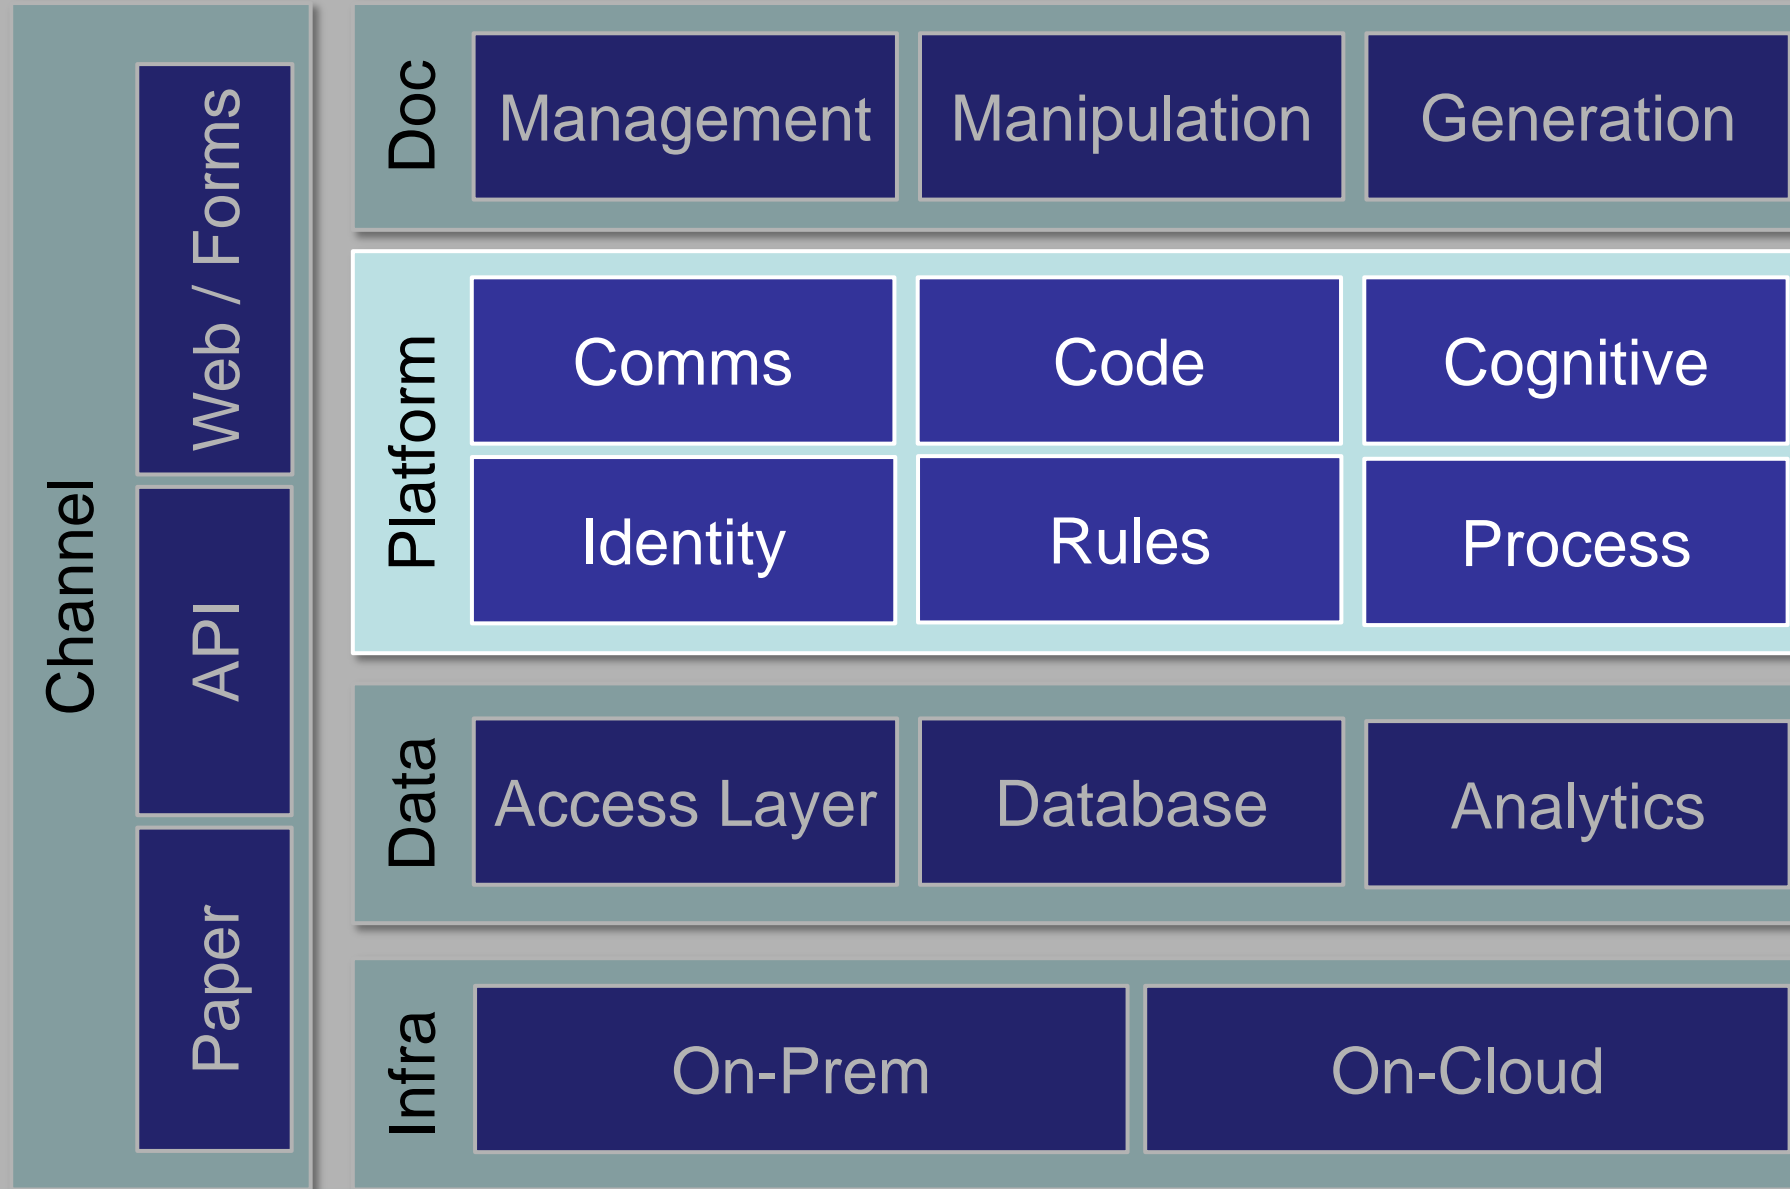 Channel
Web / Forms
API
Paper
Doc
Management
Manipulation
Generation
Platform
Comms
Code
Cognitive
Identity
Rules
Process
Data
Access Layer
Database
Analytics
Infra
On-Prem
On-Cloud